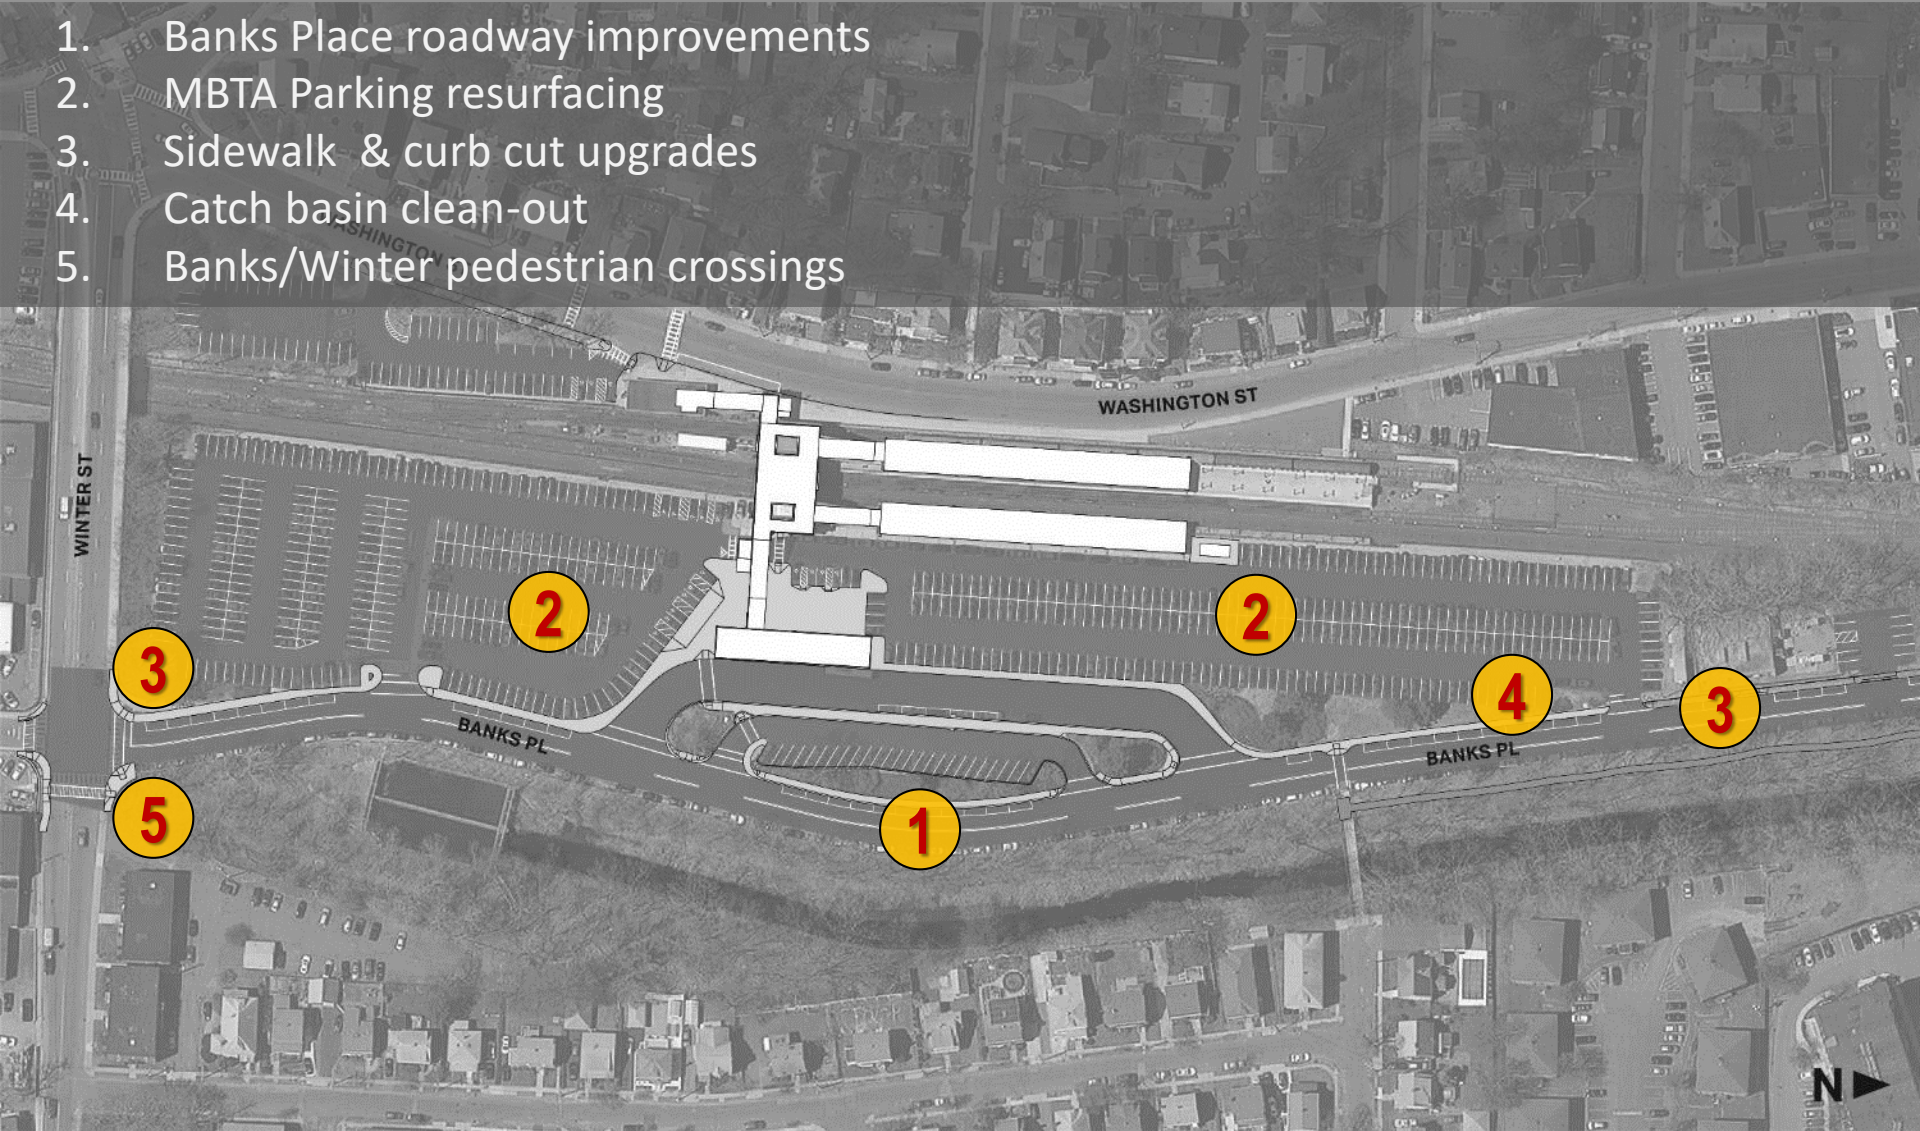 1. Banks Place roadway improvements
2. MBTA Parking resurfacing
3. Sidewalk & curb cut upgrades
4. Catch basin clean-out
5. Banks/Winter pedestrian crossings
WASHINGTON
WASHINGTON ST
WINTER ST
2
2
3
4
3
BANKS PL
BANKS PL
5
1
N